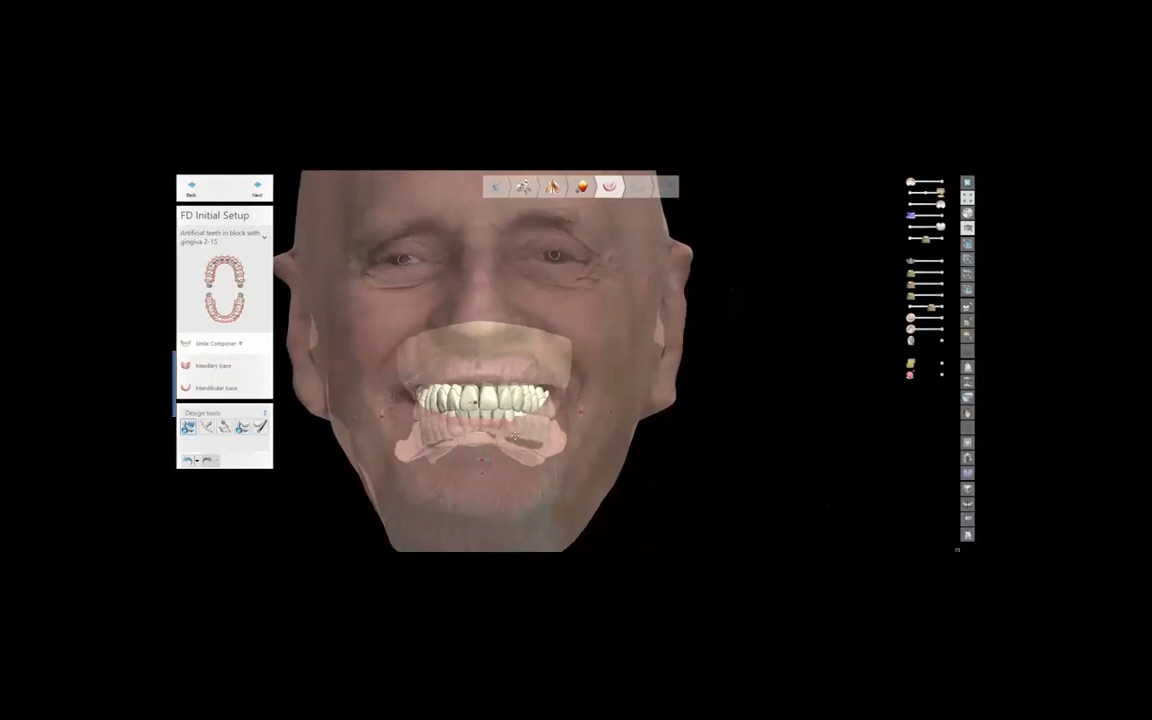 Back
Next
FD Initial Setup
Artificial teeth in block with
gingiva 2-15
Smile Composer
Maxillary base
Mandibular base
Design tools